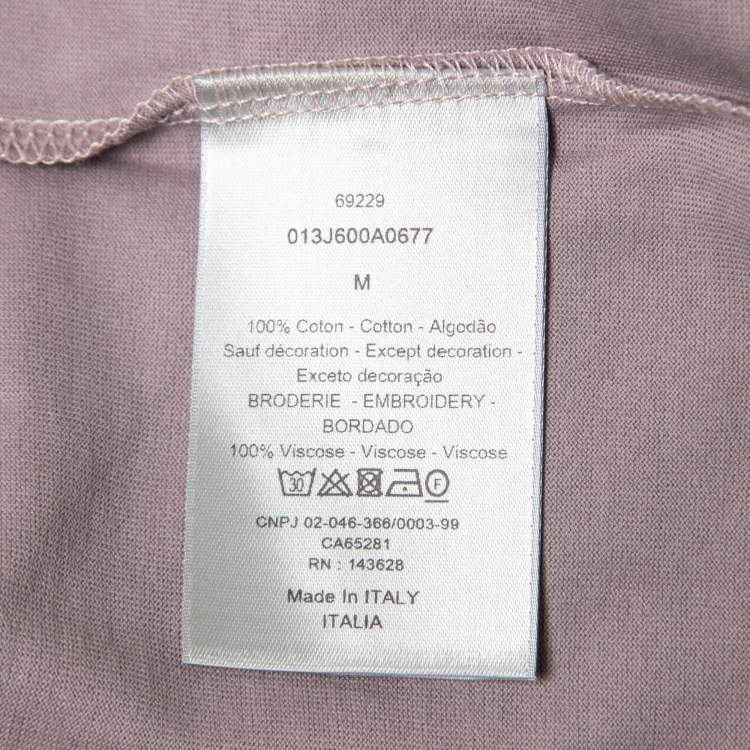 69229
013J600A0677
M
100% Coton - Cotton - Algodão
Sauf décoration - Except decoration -
Exceto decoração
BRODERIE - EMBROIDERY -
BORDADO
100% Viscose - Viscose - Viscose
30 F
CNPJ 02-046-366/0003-99
CA65281
RN : 143628
Made In ITALY
ITALIA